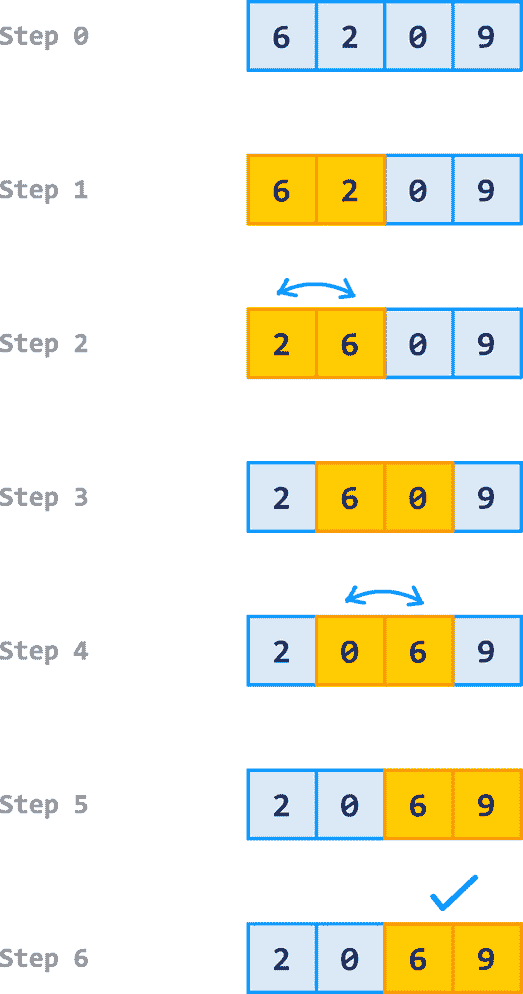 Step 0 6 2 0 9
Step 1 6 2 0 9
Step 2 2 6 0 9
Step 3 2 6 0 9
Step 4 2 0 6 9
Step 5 2 0 6 9
Step 6 2 0 6 9